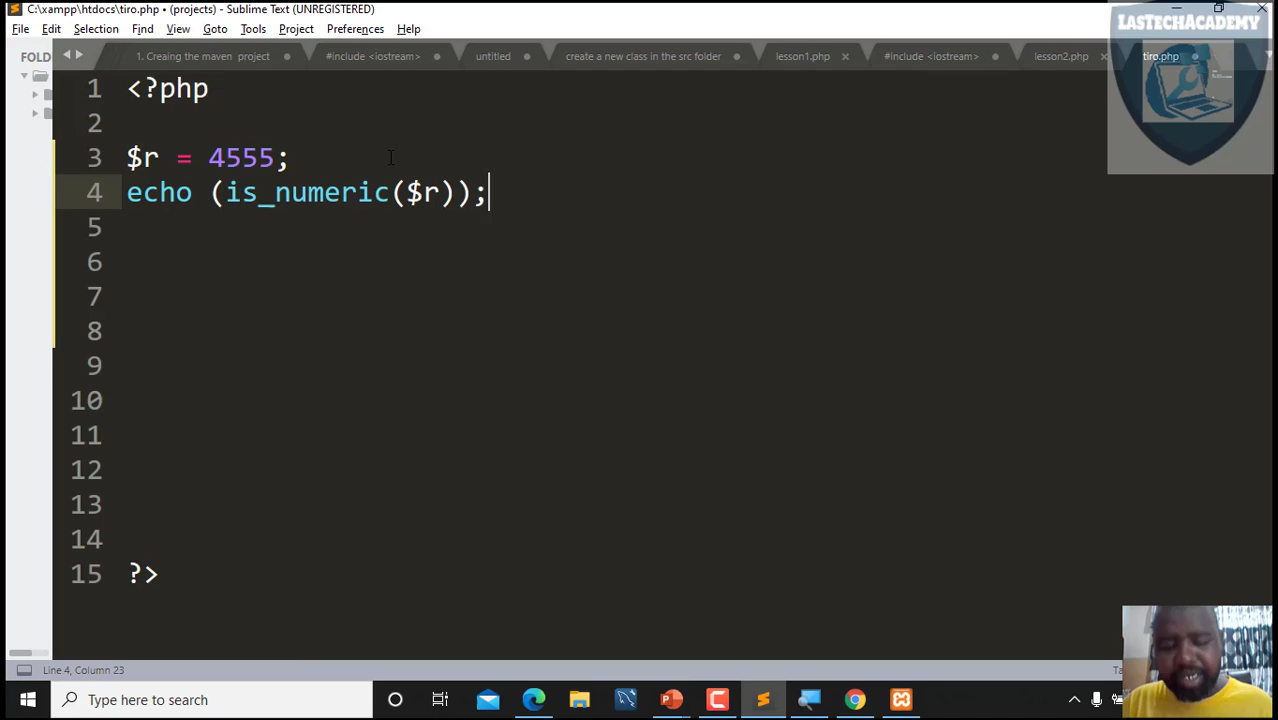 C:\xampp\htdocs\tiro.php • (projects) - Sublime Text (UNREGISTERED)
File Edit Selection Find View Goto Tools Project Preferences Help
LasTechAcademy
FOLD
1. Creaing the maven project
#include <iostream>
untitled
create a new class in the src folder
lesson1.php
#include <iostream>
lesson2.php
tiro.php
1 <?php
2
3 $r = 4555;
4 echo (is_numeric($r));
5
6
7
8
9
10
11
12
13
14
15 ?>
Line 4, Column 23
Type here to search